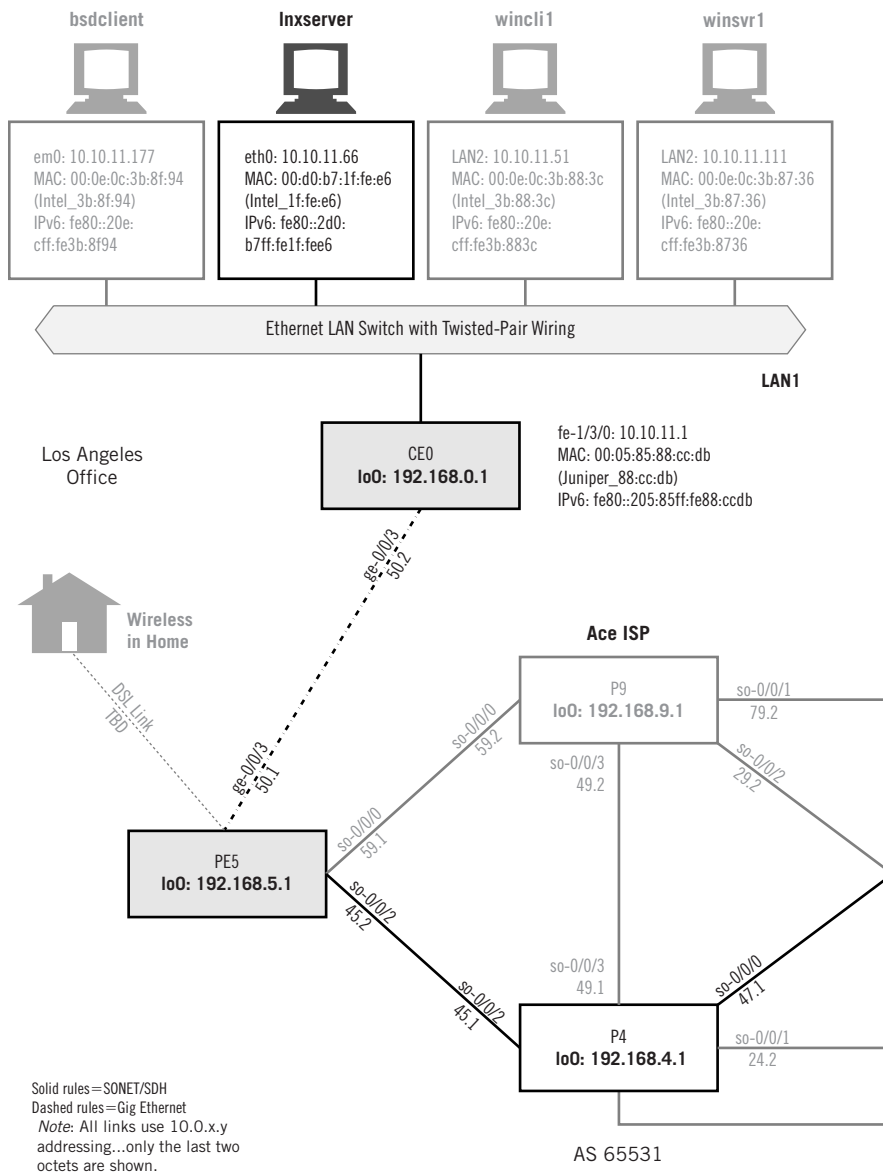 bsdclient
lnxserver
wincli1
winsvr1
em0: 10.10.11.177
MAC: 00:0e:0c:3b:8f:94
(Intel_3b:8f:94)
IPv6: fe80::20e:
cff:fe3b:8f94
eth0: 10.10.11.66
MAC: 00:d0:b7:1f:fe:e6
(Intel_1f:fe:e6)
IPv6: fe80::2d0:
b7ff:fe1f:fee6
LAN2: 10.10.11.51
MAC: 00:0e:0c:3b:88:3c
(Intel_3b:88:3c)
IPv6: fe80::20e:
cff:fe3b:883c
LAN2: 10.10.11.111
MAC: 00:0e:0c:3b:87:36
(Intel_3b:87:36)
IPv6: fe80::20e:
cff:fe3b:8736
Ethernet LAN Switch with Twisted-Pair Wiring
LAN1
Los Angeles
Office
CE0
lo0: 192.168.0.1
fe-1/3/0: 10.10.11.1
MAC: 00:05:85:88:cc:db
(Juniper_88:cc:db)
IPv6: fe80::205:85ff:fe88:ccdb
ge-0/0/3
50.2
Wireless
in Home
DSL Link
TBD
ge-0/0/3
50.1
Ace ISP
P9
lo0: 192.168.9.1
so-0/0/1
79.2
so-0/0/0
59.2
so-0/0/3
49.2
so-0/0/2
29.2
PE5
lo0: 192.168.5.1
so-0/0/0
59.1
so-0/0/2
45.2
so-0/0/2
45.1
so-0/0/3
49.1
so-0/0/0
47.1
P4
lo0: 192.168.4.1
so-0/0/1
24.2
Solid rules=SONET/SDH
Dashed rules=Gig Ethernet
Note: All links use 10.0.x.y
addressing...only the last two
octets are shown.
AS 65531